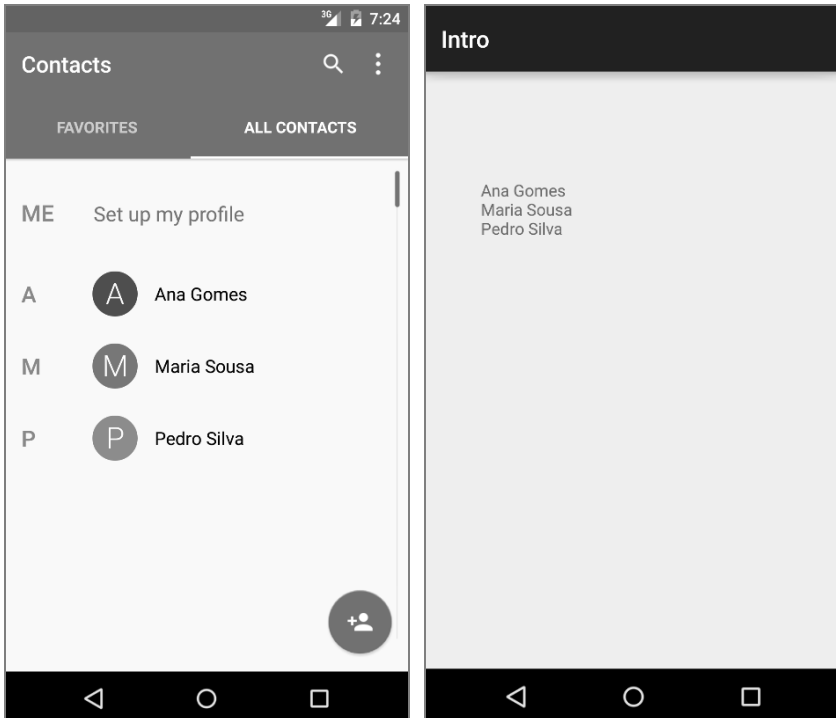 3G 7:24
Contacts
FAVORITES ALL CONTACTS
ME Set up my profile
A A Ana Gomes
M M Maria Sousa
P P Pedro Silva
Intro
Ana Gomes
Maria Sousa
Pedro Silva